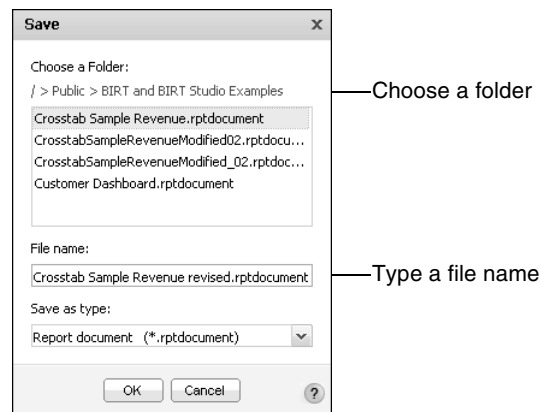 Save x
Choose a Folder:
/ > Public > BIRT and BIRT Studio Examples
Choose a folder
Crosstab Sample Revenue.rptdocument
CrosstabSampleRevenueModified02.rptdocu...
CrosstabSampleRevenueModified_02.rptdoc...
Customer Dashboard.rptdocument
File name:
Crosstab Sample Revenue revised.rptdocument
Type a file name
Save as type:
Report document (*.rptdocument)
OK Cancel ?